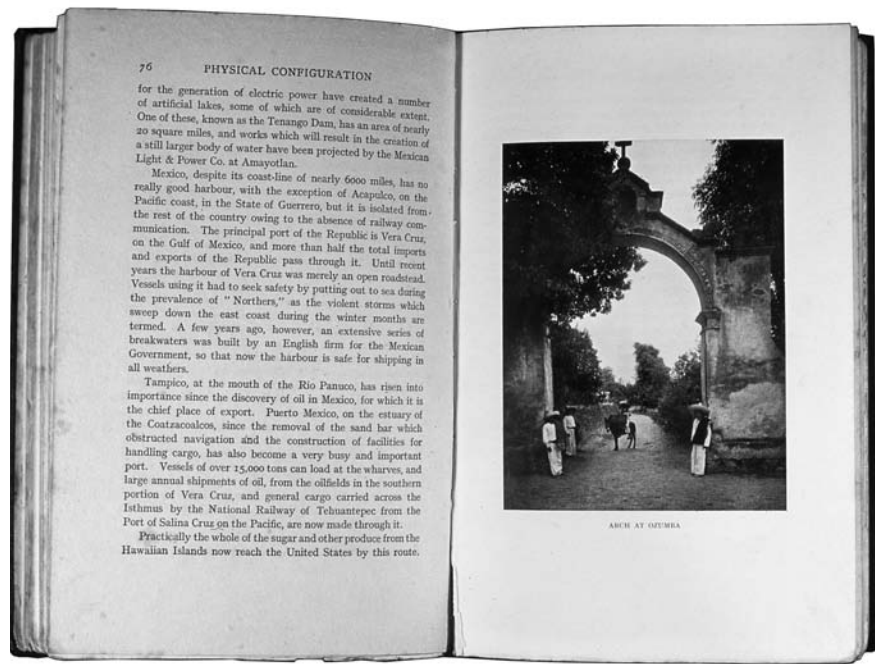 76 PHYSICAL CONFIGURATION
for the generation of electric power have created a number
of artificial lakes, some of which are of considerable extent.
One of these, known as the Tenango Dam, has an area of nearly
20 square miles, and works which will result in the creation of
a still larger body of water have been projected by the Mexican
Light & Power Co. at Amayotlan.
Mexico, despite its coast-line of nearly 6000 miles, has no
really good harbour, with the exception of Acapulco, on the
Pacific coast, in the State of Guerrero, but it is isolated from
the rest of the country owing to the absence of railway com-
munication. The principal port of the Republic is Vera Cruz,
on the Gulf of Mexico, and more than half the total imports
and exports of the Republic pass through it. Until recent
years the harbour of Vera Cruz was merely an open roadstead.
Vessels using it had to seek safety by putting out to sea during
the prevalence of " Northers," as the violent storms which
sweep down the east coast during the winter months are
termed. A few years ago, however, an extensive series of
breakwaters was built by an English firm for the Mexican
Government, so that now the harbour is safe for shipping in
all weathers.
Tampico, at the mouth of the Rio Panuco, has risen into
importance since the discovery of oil in Mexico, for which it is
the chief place of export. Puerto Mexico, on the estuary of
the Coatzacoalcos, since the removal of the sand bar which
obstructed navigation and the construction of facilities for
handling cargo, has also become a very busy and important
port. Vessels of over 15,000 tons can load at the wharves, and
large annual shipments of oil, from the oilfields in the southern
portion of Vera Cruz, and general cargo carried across the
Isthmus by the National Railway of Tehuantepec from the
Port of Salina Cruz on the Pacific, are now made through it.
Practically the whole of the sugar and other produce from the
Hawaiian Islands now reach the United States by this route.
ARCH AT OZUMBA